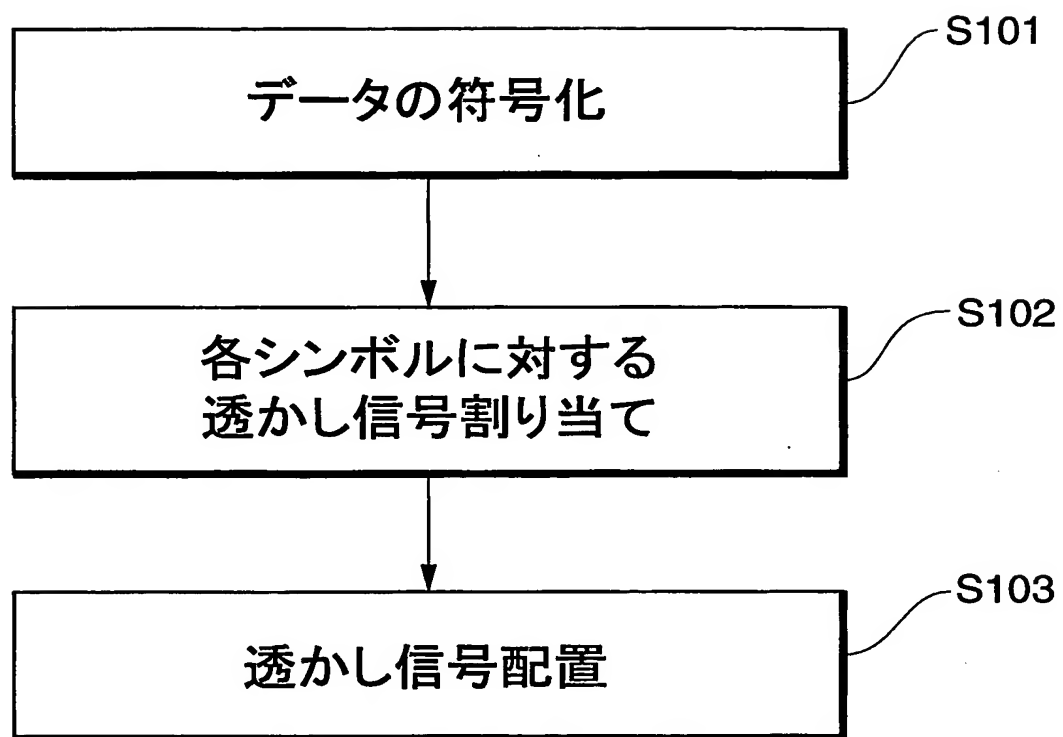 データの符号化
S101
各シンボルに対する
透かし信号割り当て
S102
透かし信号配置
S103